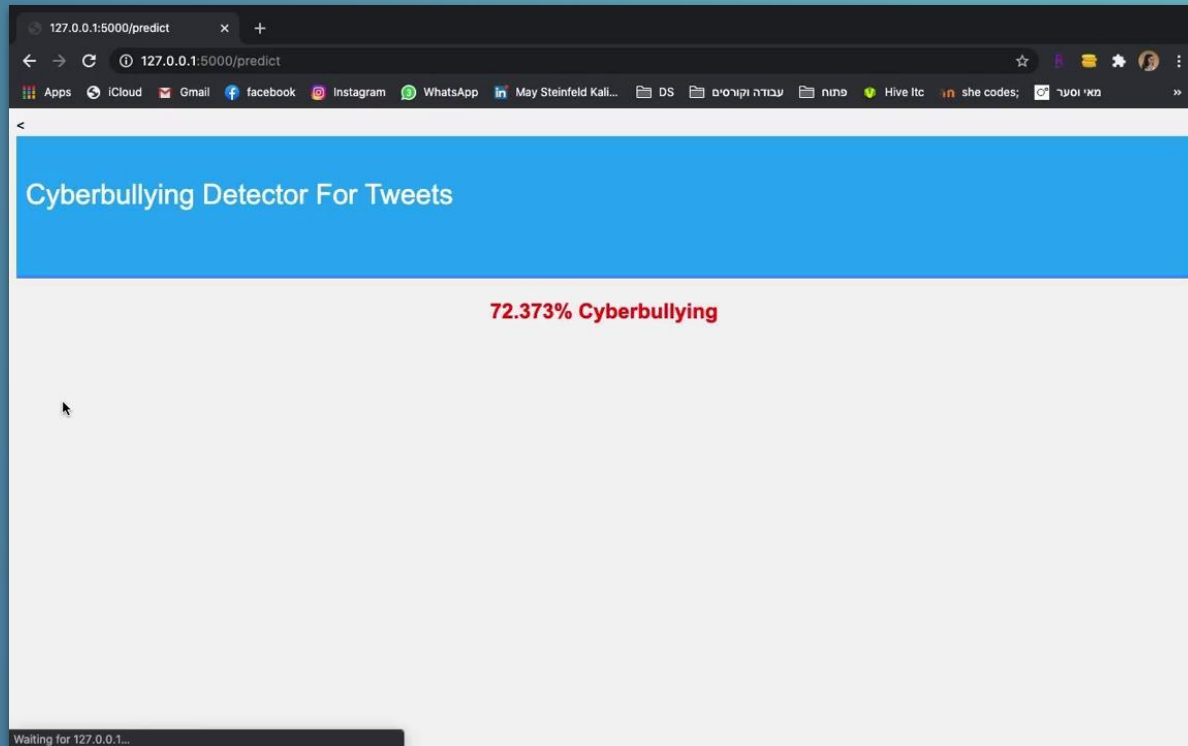 127.0.0.1:5000/predict
127.0.0.1:5000/predict
Apps iCloud Gmail facebook Instagram WhatsApp May Steinfeld Kali... DS עבודה וקורסים פתוח Hive Itc she codes; מאי וסער »
<
Cyberbullying Detector For Tweets
72.373% Cyberbullying
Waiting for 127.0.0.1...